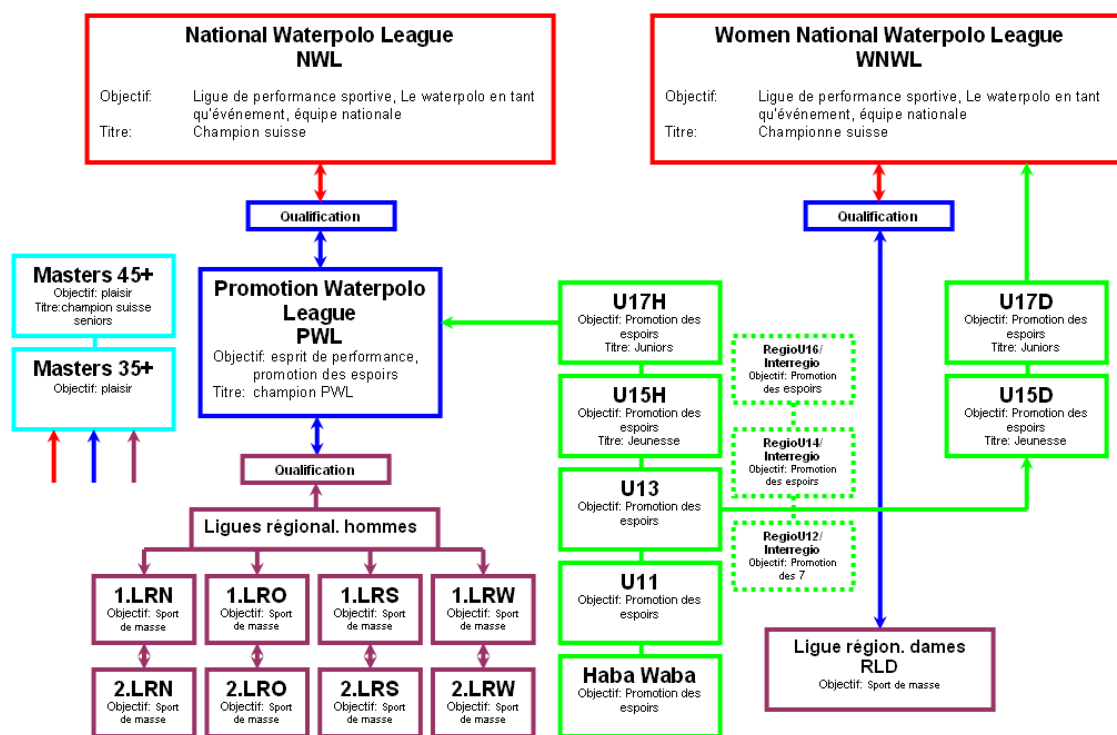 National Waterpolo League
NWL
Objectif: Ligue de performance sportive, Le waterpolo en tant
qu'événement, équipe nationale
Titre: Champion suisse
Women National Waterpolo League
WNWL
Objectif: Ligue de performance sportive, Le waterpolo en tant
qu'événement, équipe nationale
Titre: Championne suisse
Qualification
Qualification
Masters 45+
Objectif: plaisir
Titre:champion suisse
seniors
Masters 35+
Objectif: plaisir
Promotion Waterpolo
League
PWL
Objectif: esprit de performance,
promotion des espoirs
Titre: champion PWL
Qualification
Ligues régional. hommes
1.LRN
Objectif: Sport
de masse
1.LRO
Objectif: Sport
de masse
1.LRS
Objectif: Sport
de masse
1.LRW
Objectif: Sport
de masse
2.LRN
Objectif: Sport
de masse
2.LRO
Objectif: Sport
de masse
2.LRS
Objectif: Sport
de masse
2.LRW
Objectif: Sport
de masse
U17H
Objectif: Promotion des
espoirs
Titre: Juniors
U15H
Objectif: Promotion des
espoirs
Titre: Jeunesse
U13
Objectif: Promotion des
espoirs
U11
Objectif: Promotion des
espoirs
Haba Waba
Objectif: Promotion des
espoirs
RegioU16/
Interregio
Objectif: Promotion
des espoirs
RegioU14/
Interregio
Objectif: Promotion
des espoirs
RegioU12/
Interregio
Objectif: Promotion
des 7
U17D
Objectif: Promotion des
espoirs
Titre: Juniors
U15D
Objectif: Promotion des
espoirs
Titre: Jeunesse
Ligue région. dames
RLD
Objectif: Sport de masse